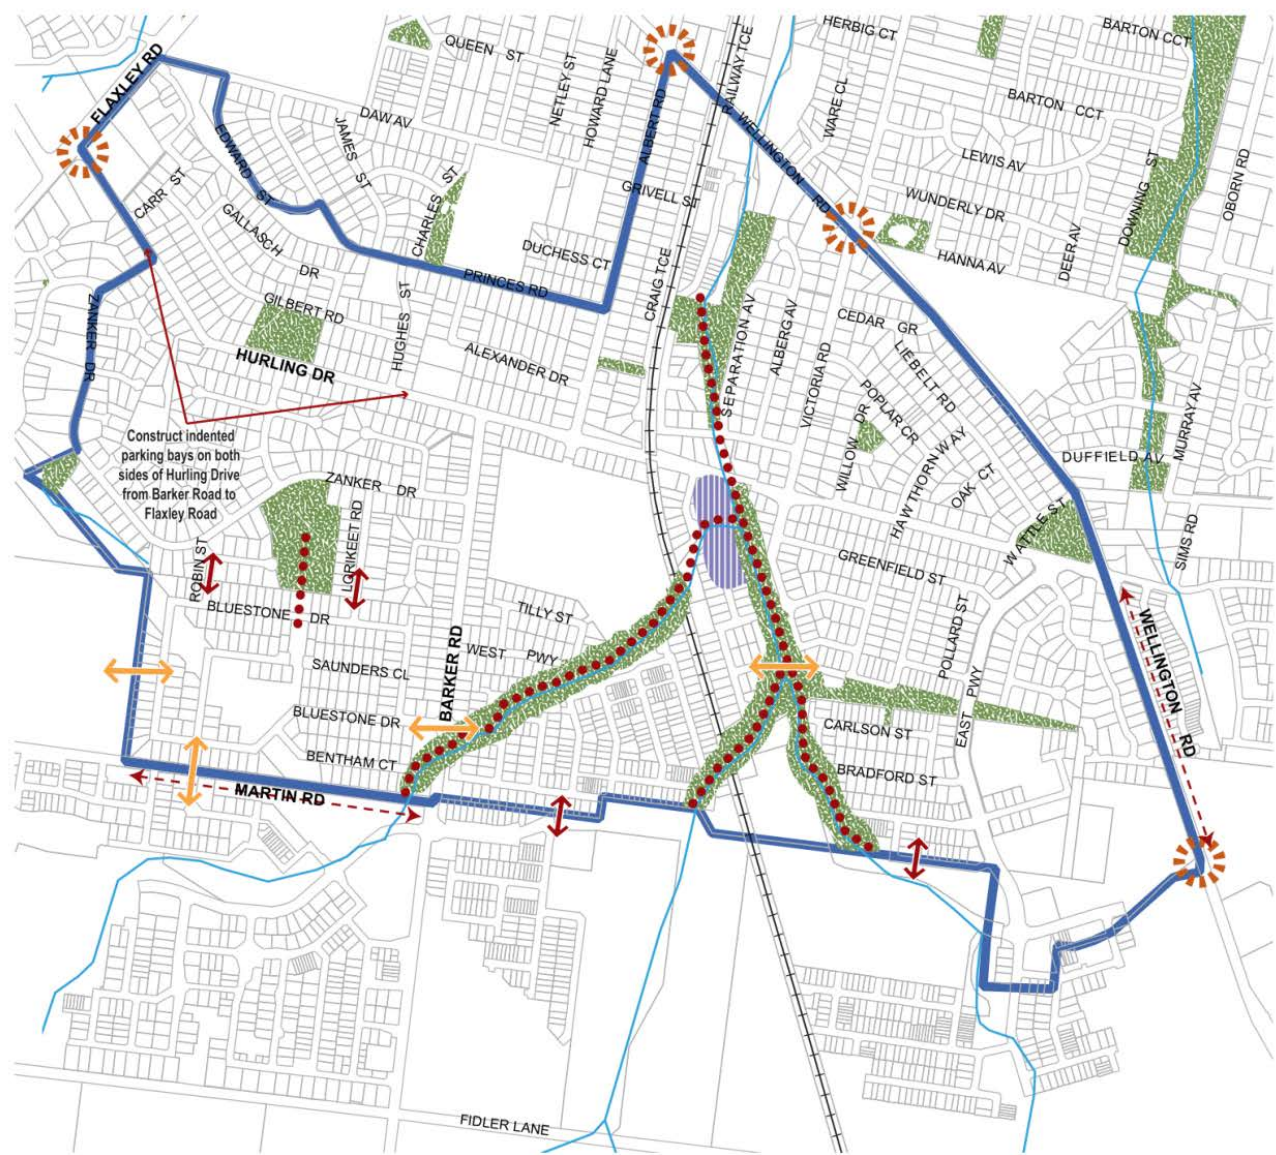 HERBIG CT
BARTON CCT
QUEEN ST
FLAXLEY RD
NETLEY ST
HOWARD LANE
RAILWAY TCE
WARE CL
BARTON CCT
DAW AV
ALBERT RD
WELLINGTON RD
JAMES ST
EDWARD ST
LEWIS AV
DOWNING ST
OBORN RD
CARR ST
CHARLES ST
GRIVELL ST
WUNDERLY DR
GALLASCH DR
DUCHESS CT
DEER AV
HANNA AV
PRINCES RD
CRAIG TCE
ZANKER DR
GILBERT RD
HUGHES ST
SEPARATION AV
ALBERG AV
CEDAR GR
HURLING DR
ALEXANDER DR
VICTORIA RD
LIEBELT RD
POPLAR CR
WILLOW DR
MURRAY AV
HAWTHORN WAY
DUFFIELD AV
OAK CT
Construct indented
parking bays on both
sides of Hurling Drive
from Barker Road to
Flaxley Road
ZANKER DR
WATTLE ST
SIMS RD
ROBIN ST
LORIKEET RD
GREENFIELD ST
BLUESTONE DR
TILLY ST
POLLARD ST
WELLINGTON RD
BARKER RD
WEST PWY
SAUNDERS CL
EAST PWY
BLUESTONE DR
CARLSON ST
BENTHAM CT
BRADFORD ST
MARTIN RD
FIDLER LANE